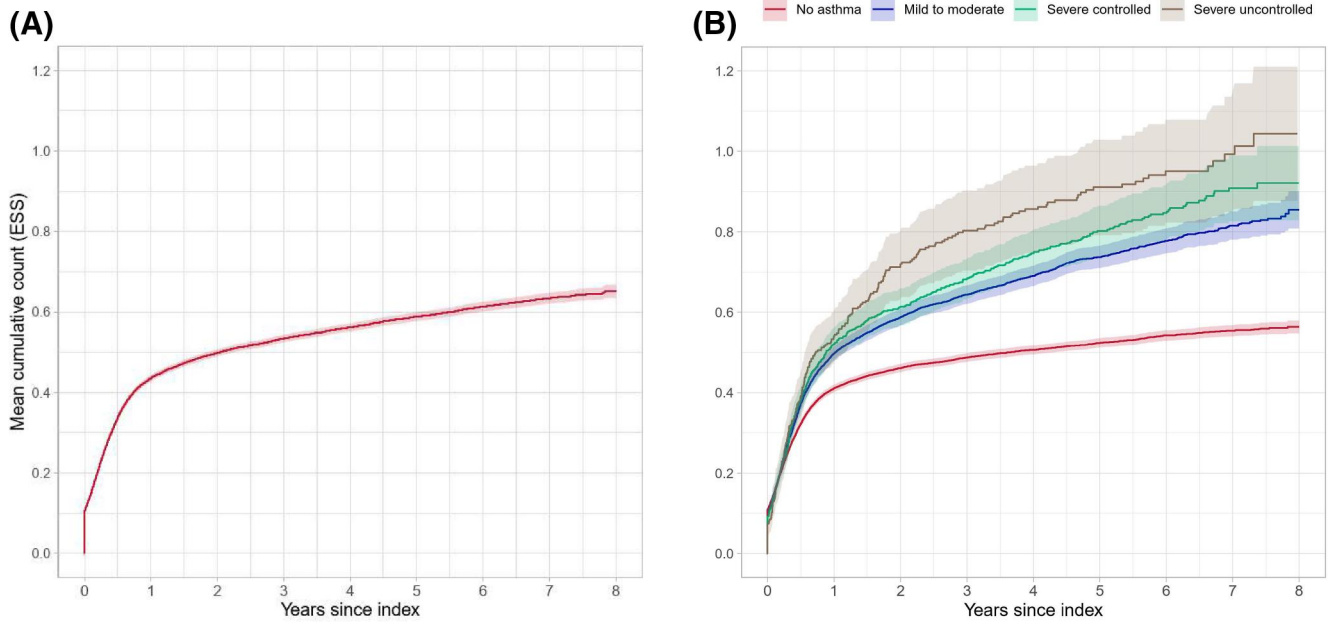 (A)
Mean cumulative count (ESS)
1.2
1.0
0.8
0.6
0.4
0.2
0.0
0 1 2 3 4 5 6 7 8
Years since index
(B)
No asthma Mild to moderate Severe controlled Severe uncontrolled
1.2
1.0
0.8
0.6
0.4
0.2
0.0
0 1 2 3 4 5 6 7 8
Years since index